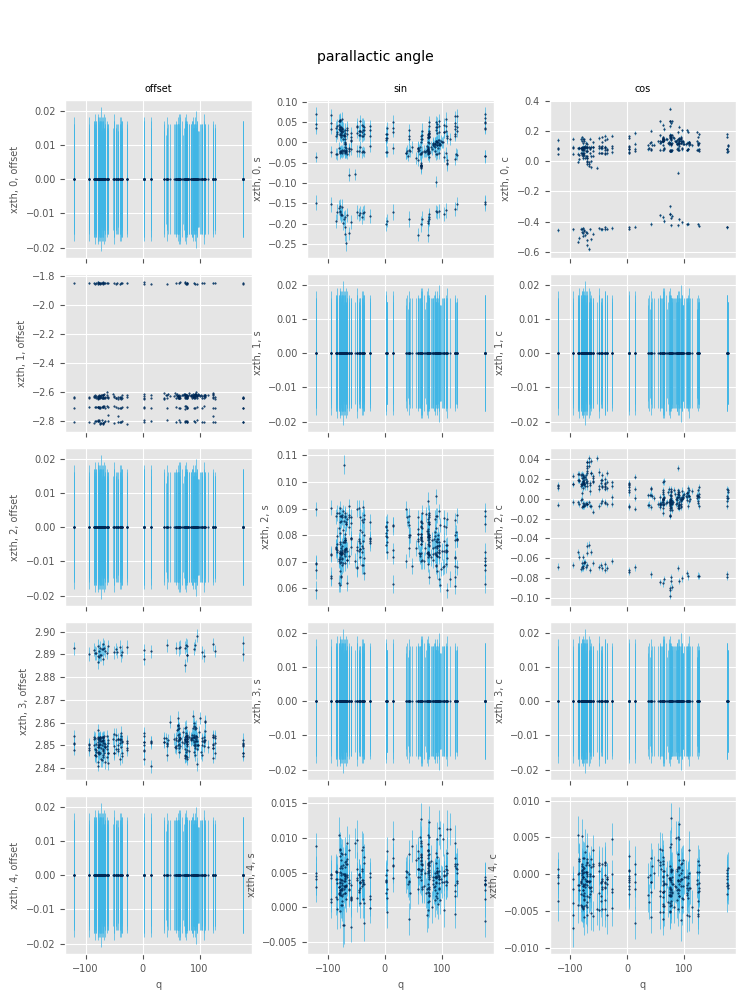 parallactic angle
offset sin cos
0.02 0.01 0.00 −0.01 −0.02 xzth, 0, offset
0.10 0.05 0.00 −0.05 −0.10 −0.15 −0.20 −0.25 xzth, 0, s
0.4 0.2 0.0 −0.2 −0.4 −0.6 xzth, 0, c
−1.8 −2.0 −2.2 −2.4 −2.6 −2.8 xzth, 1, offset
0.02 0.01 0.00 −0.01 −0.02 xzth, 1, s
0.02 0.01 0.00 −0.01 −0.02 xzth, 1, c
0.02 0.01 0.00 −0.01 −0.02 xzth, 2, offset
0.11 0.10 0.09 0.08 0.07 0.06 xzth, 2, s
0.04 0.02 0.00 −0.02 −0.04 −0.06 −0.08 −0.10 xzth, 2, c
2.90 2.89 2.88 2.87 2.86 2.85 2.84 xzth, 3, offset
0.02 0.01 0.00 −0.01 −0.02 xzth, 3, s
0.02 0.01 0.00 −0.01 −0.02 xzth, 3, c
0.02 0.01 0.00 −0.01 −0.02 xzth, 4, offset
0.015 0.010 0.005 0.000 −0.005 xzth, 4, s
0.010 0.005 0.000 −0.005 −0.010 xzth, 4, c
−100 0 100 −100 0 100 −100 0 100
q q q